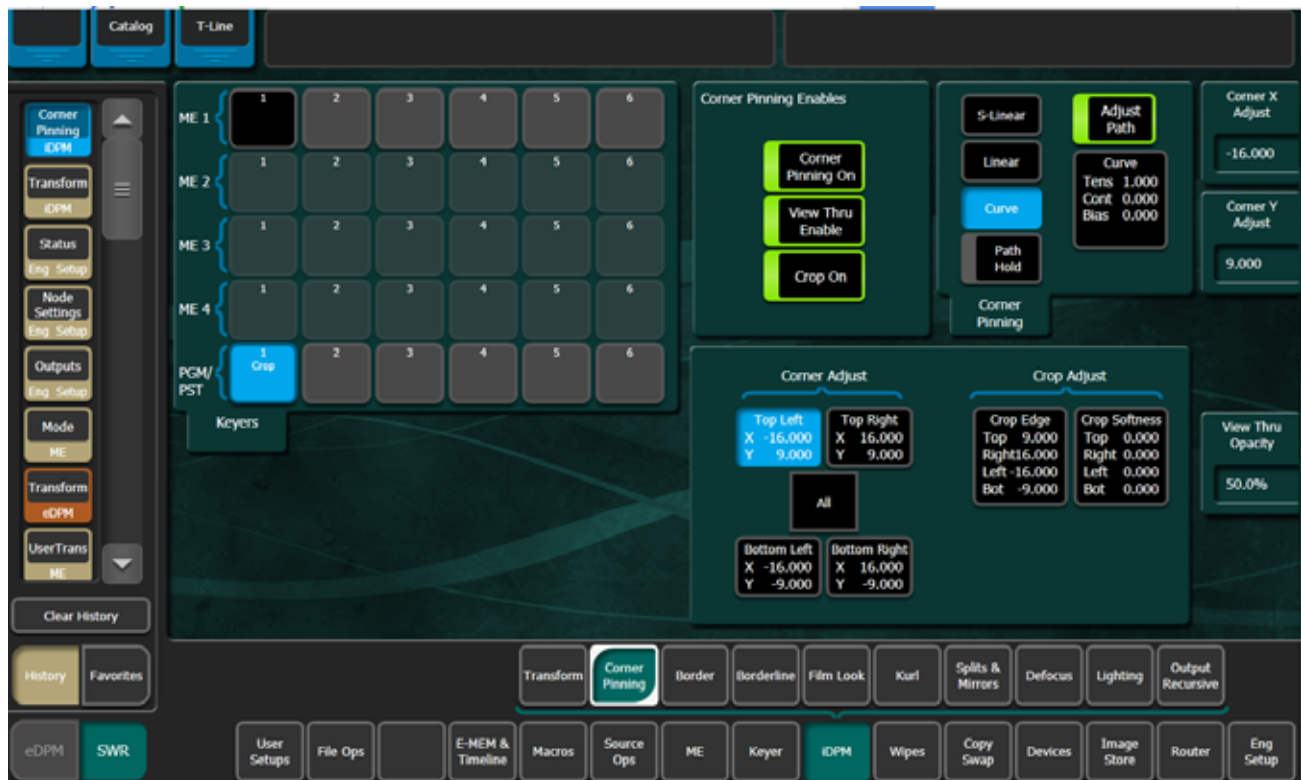 Catalog
T-Line
Corner
Pinning
iDPM
Transform
iDPM
Status
Eng Setup
Node
Settings
Eng Setup
Outputs
Eng Setup
Mode
ME
Transform
eDPM
UserTrans
ME
Clear History
History
Favorites
eDPM
SWR
ME 1
1 2 3 4 5 6
ME 2
1 2 3 4 5 6
ME 3
1 2 3 4 5 6
ME 4
1 2 3 4 5 6
PGM/
PST
1 2 3 4 5 6
Crop
Keyers
Corner Pinning Enables
Corner
Pinning On
View Thru
Enable
Crop On
S-Linear
Linear
Curve
Path
Hold
Adjust
Path
Curve
Tens 1.000
Cont 0.000
Bias 0.000
Corner
Pinning
Corner X
Adjust
-16.000
Corner Y
Adjust
9.000
Corner Adjust
Top Left
X -16.000
Y 9.000
Top Right
X 16.000
Y 9.000
All
Bottom Left
X -16.000
Y -9.000
Bottom Right
X 16.000
Y -9.000
Crop Adjust
Crop Edge
Top 9.000
Right16.000
Left -16.000
Bot -9.000
Crop Softness
Top 0.000
Right 0.000
Left 0.000
Bot 0.000
View Thru
Opacity
50.0%
Transform
Corner
Pinning
Border
Borderline
Film Look
Kurl
Splits &
Mirrors
Defocus
Lighting
Output
Recursive
User
Setups
File Ops
E-MEM &
Timeline
Macros
Source
Ops
ME
Keyer
iDPM
Wipes
Copy
Swap
Devices
Image
Store
Router
Eng
Setup